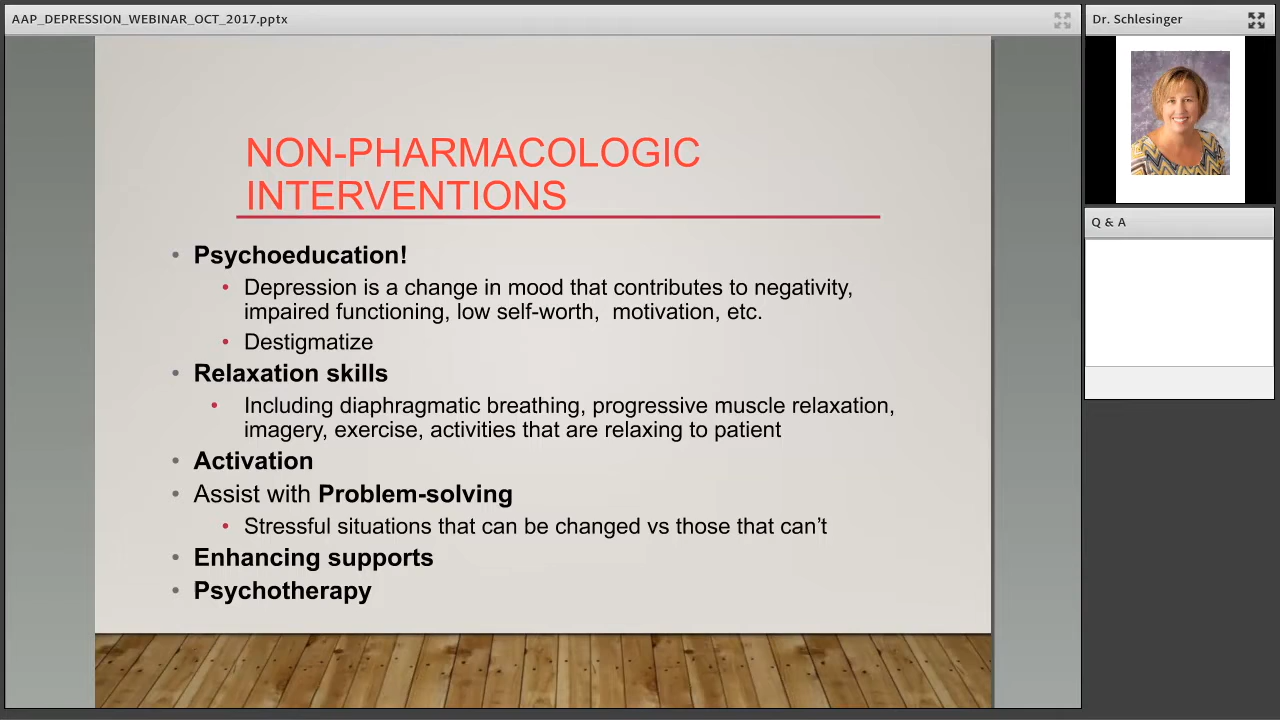 AAP_DEPRESSION_WEBINAR_OCT_2017.pptx
Dr. Schlesinger
Q & A
NON-PHARMACOLOGIC
INTERVENTIONS
• Psychoeducation!
• Depression is a change in mood that contributes to negativity,
impaired functioning, low self-worth,  motivation, etc.
• Destigmatize
• Relaxation skills
• Including diaphragmatic breathing, progressive muscle relaxation,
imagery, exercise, activities that are relaxing to patient
• Activation
• Assist with Problem-solving
• Stressful situations that can be changed vs those that can’t
• Enhancing supports
• Psychotherapy